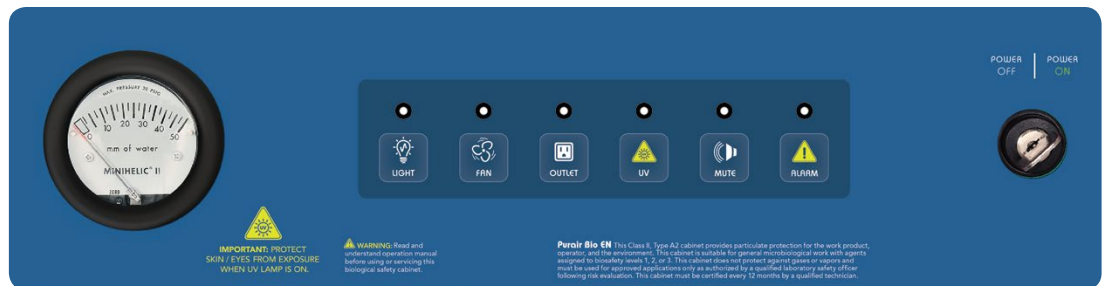 MAX. PRESSURE 30 PSIG
0 10 20 30 40 50
mm of water
MINIHELIC® II
ZERO
UV
IMPORTANT: PROTECT
SKIN / EYES FROM EXPOSURE
WHEN UV LAMP IS ON.
LIGHT
FAN
OUTLET
UV
MUTE
ALARM
WARNING: Read and
understand operation manual
before using or servicing this
biological safety cabinet.
Purair Bio EN This Class II, Type A2 cabinet provides particulate protection for the work product,
operator, and the environment. This cabinet is suitable for general microbiological work with agents
assigned to biosafety levels 1, 2, or 3. This cabinet does not protect against gases or vapors and
must be used for approved applications only as authorized by a qualified laboratory safety officer
following risk evaluation. This cabinet must be certified every 12 months by a qualified technician.
POWER
OFF
POWER
ON